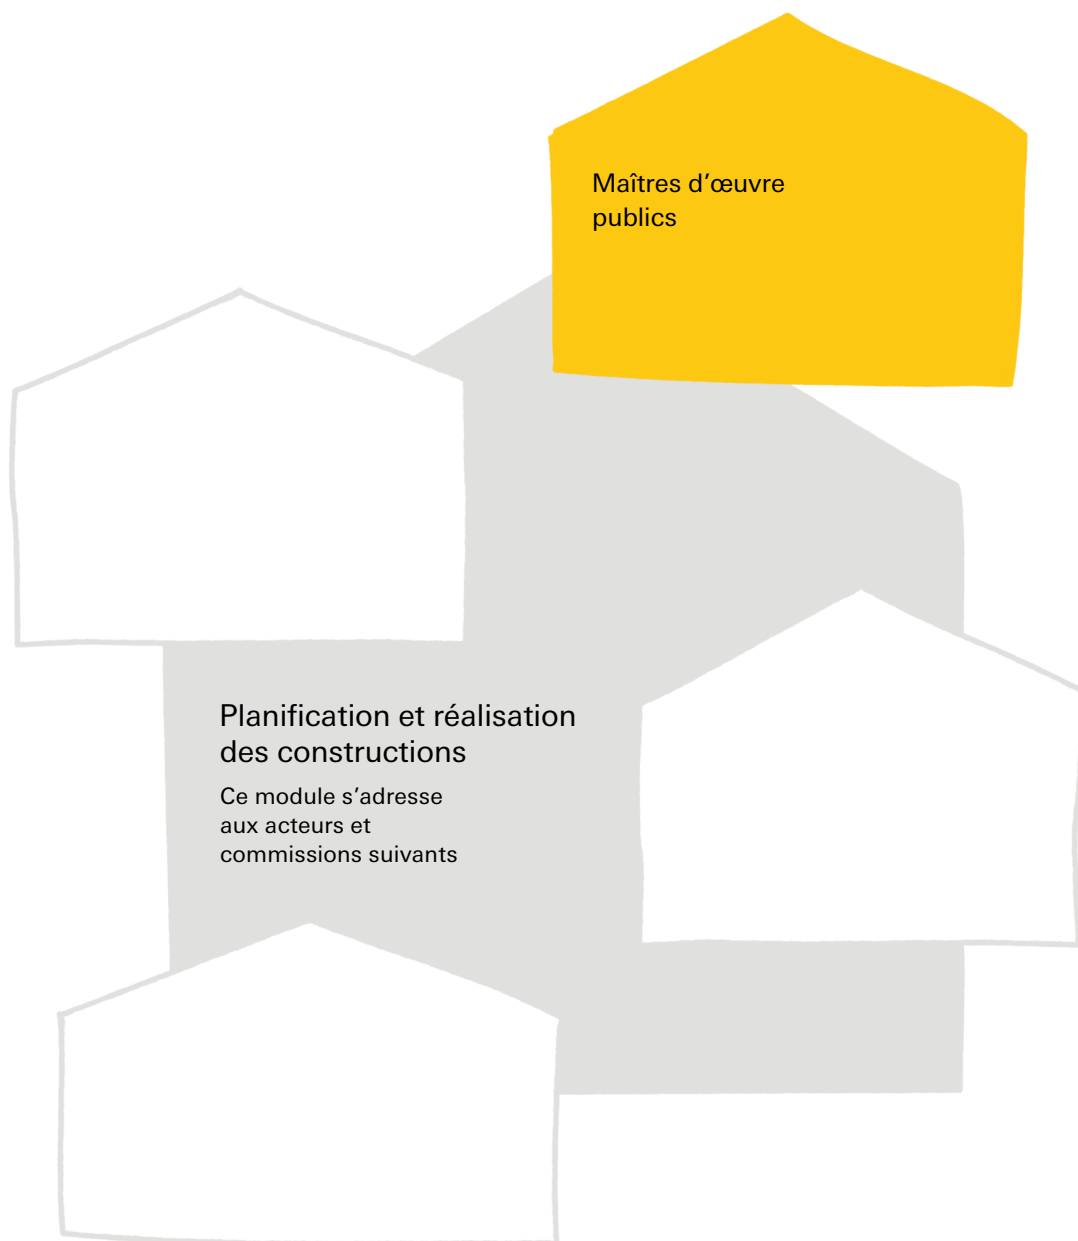 Maîtres d’œuvre
publics
Planification et réalisation
des constructions
Ce module s’adresse
aux acteurs et
commissions suivants